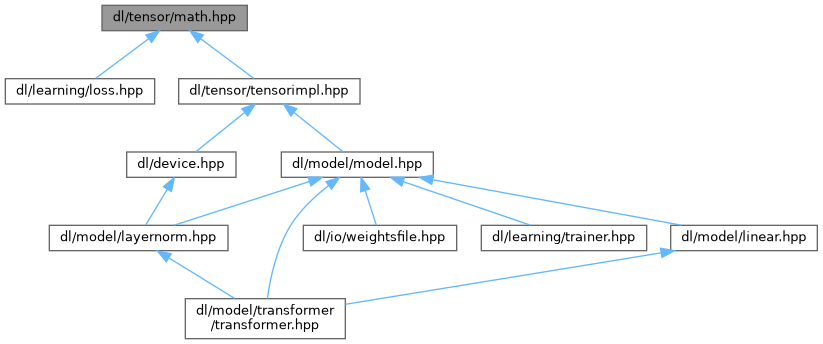 dl/tensor/math.hpp
dl/learning/loss.hpp
dl/tensor/tensorimpl.hpp
dl/device.hpp
dl/model/model.hpp
dl/model/layernorm.hpp
dl/io/weightsfile.hpp
dl/learning/trainer.hpp
dl/model/linear.hpp
dl/model/transformer
/transformer.hpp